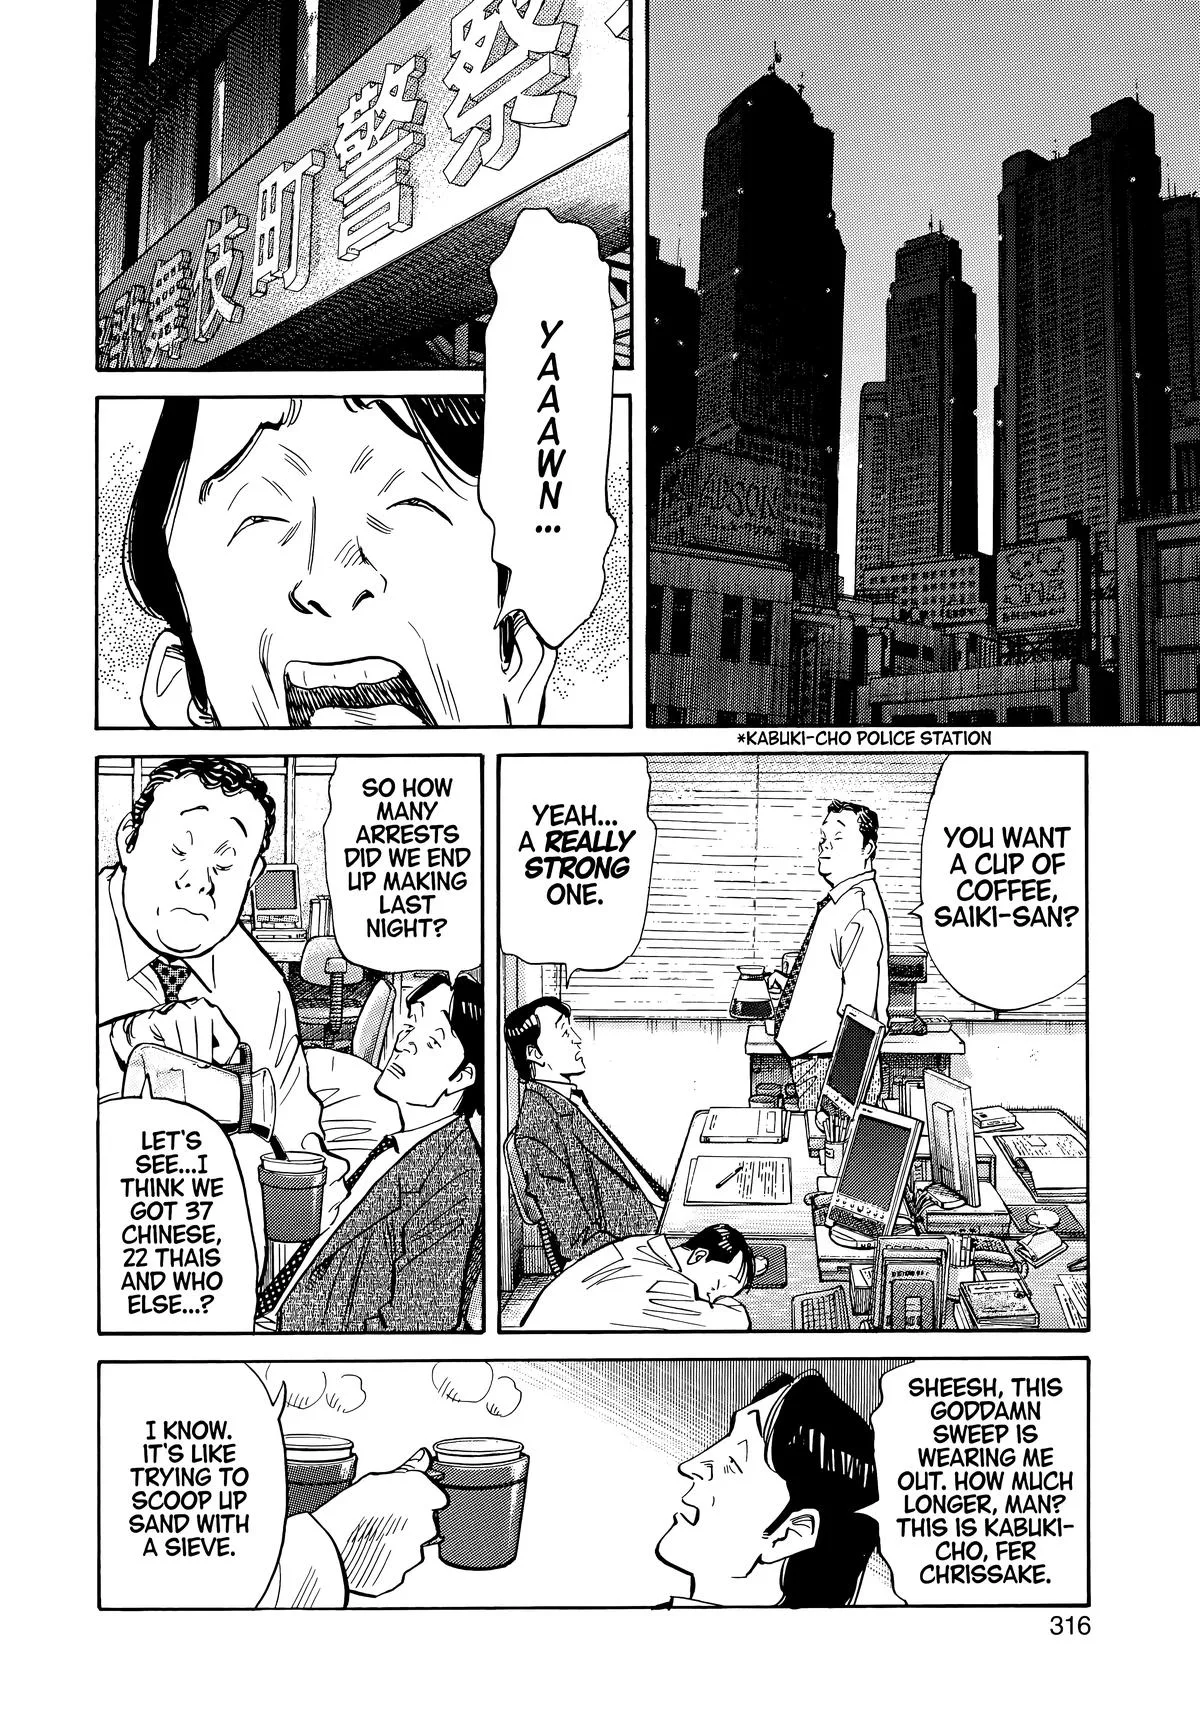 歌舞伎町警察
YAAAWN...
MADSON
*KABUKI-CHO POLICE STATION
YOU WANT
A CUP OF
COFFEE,
SAIKI-SAN?
YEAH...
A REALLY
STRONG
ONE.
SO HOW
MANY
ARRESTS
DID WE END
UP MAKING
LAST
NIGHT?
LET'S
SEE...I
THINK WE
GOT 37
CHINESE,
22 THAIS
AND WHO
ELSE...?
SHEESH, THIS
GODDAMN
SWEEP IS
WEARING ME
OUT. HOW MUCH
LONGER, MAN?
THIS IS KABUKI-
CHO, FER
CHRISSAKE.
I KNOW.
IT'S LIKE
TRYING TO
SCOOP UP
SAND WITH
A SIEVE.
316